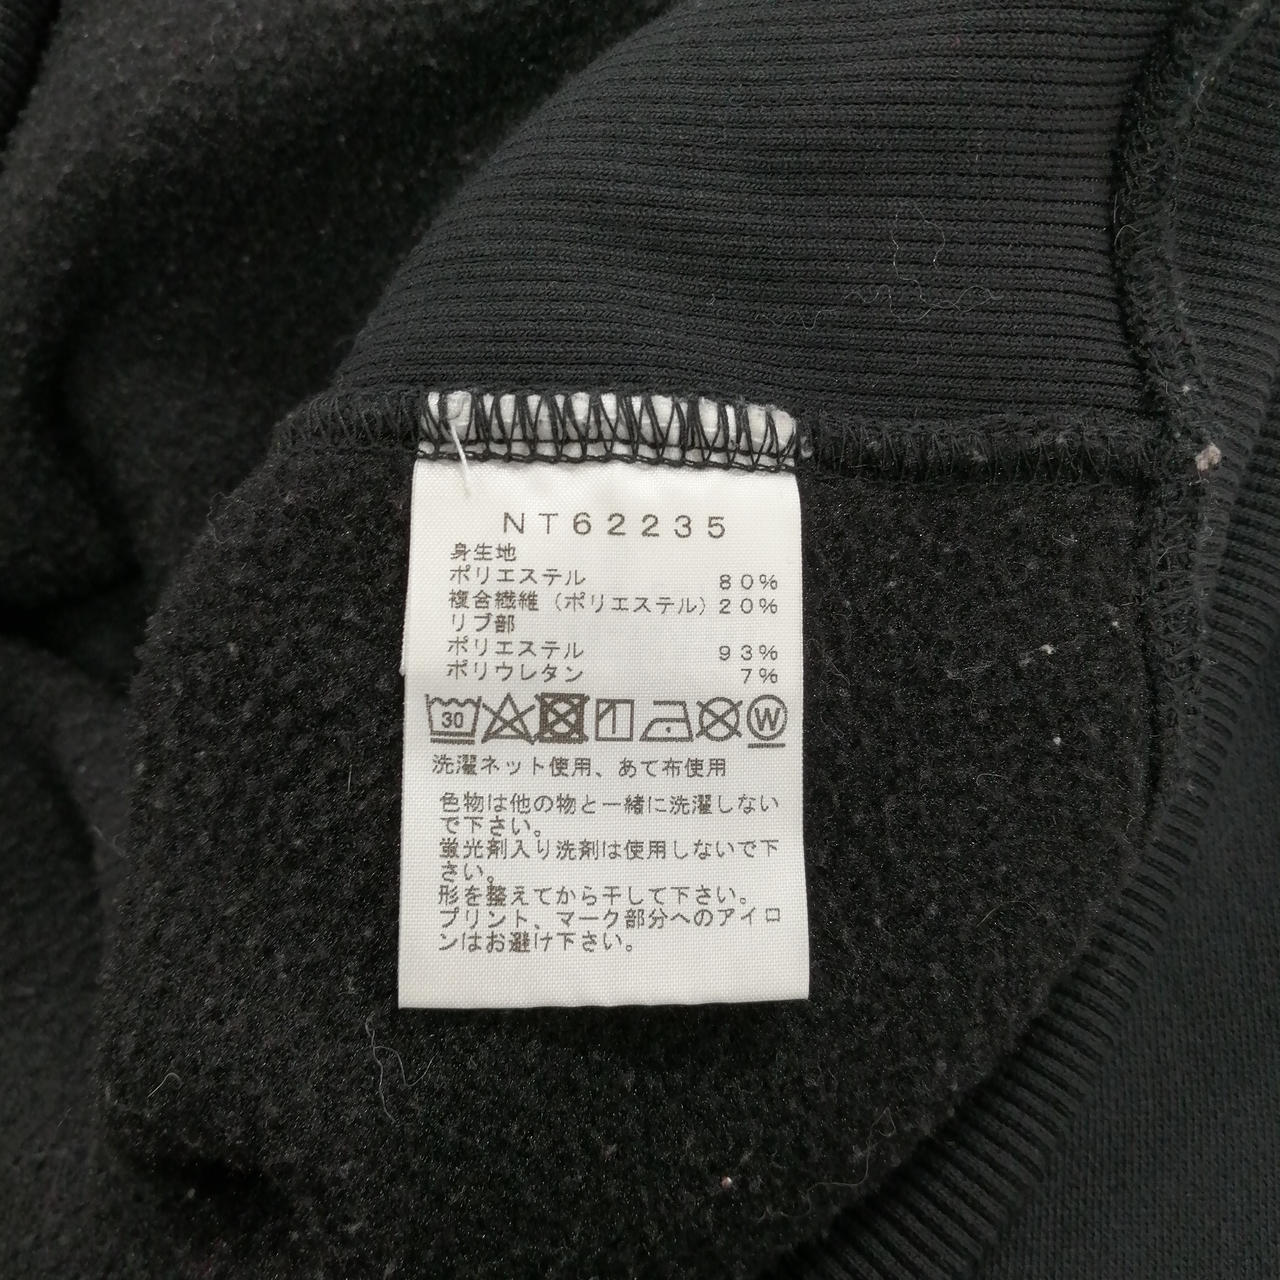 NT62235
身生地
ポリエステル 80%
複合繊維（ポリエステル）20%
リブ部
ポリエステル 93%
ポリウレタン 7%
30 W
洗濯ネット使用、あて布使用
色物は他の物と一緒に洗濯しない
で下さい。
蛍光剤入り洗剤は使用しないで下
さい。
形を整えてから干して下さい。
プリント、マーク部分へのアイロ
ンはお避け下さい。